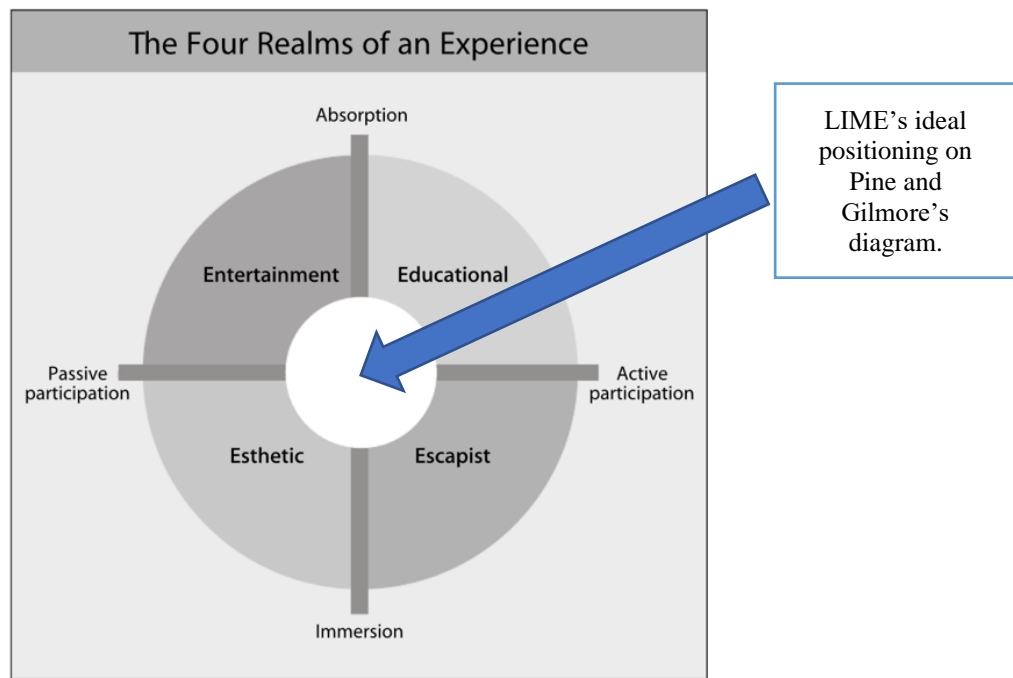 The Four Realms of an Experience
Absorption
LIME's ideal
positioning on
Pine and
Gilmore's
diagram.
Entertainment
Educational
Passive
participation
Active
participation
Esthetic
Escapist
Immersion